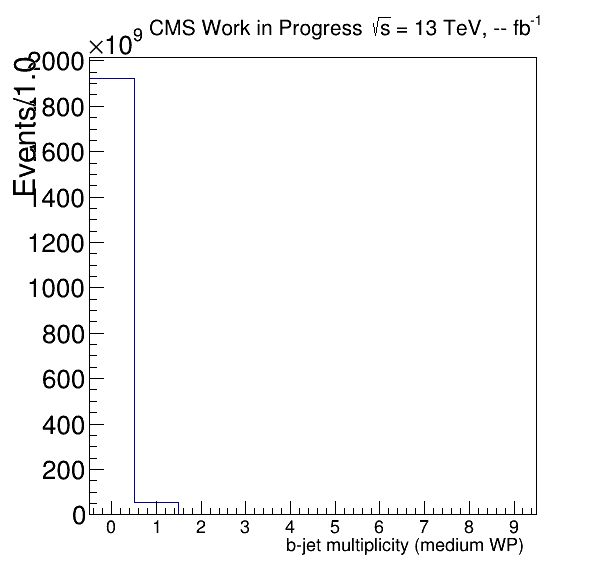 ×10⁹ CMS Work in Progress √s = 13 TeV, -- fb⁻¹
Events/1.0
2000
1800
1600
1400
1200
1000
800
600
400
200
0
0 1 2 3 4 5 6 7 8 9
b-jet multiplicity (medium WP)